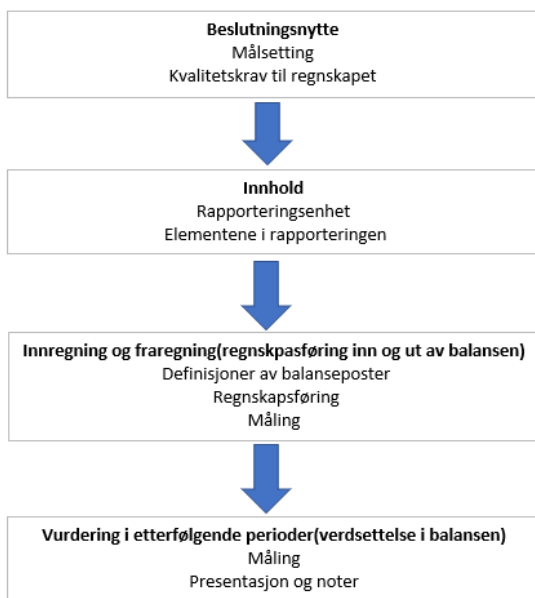 Beslutningsnytte
Målsetting
Kvalitetskrav til regnskapet
Innhold
Rapporteringsenhet
Elementene i rapporteringen
Innregning og fraregning(regnskpasføring inn og ut av balansen)
Definisjoner av balanseposter
Regnskapsføring
Måling
Vurdering i etterfølgende perioder(verdsettelse i balansen)
Måling
Presentasjon og noter